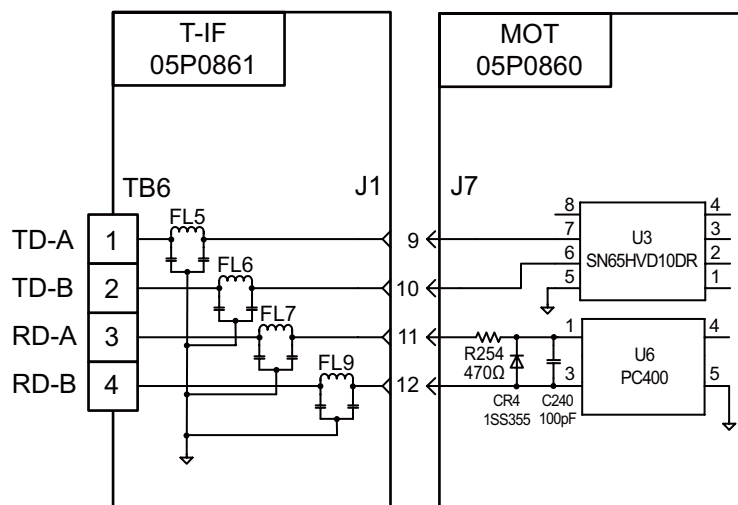 T-IF
05P0861
MOT
05P0860
TB6
J1
J7
FL5
8
4
TD-A
1
9
7
U3
3
FL6
6
SN65HVD10DR
2
TD-B
2
10
5
1
FL7
RD-A
3
11
1
4
R254
470Ω
U6
PC400
FL9
RD-B
4
12
3
5
CR4
1SS355
C240
100pF